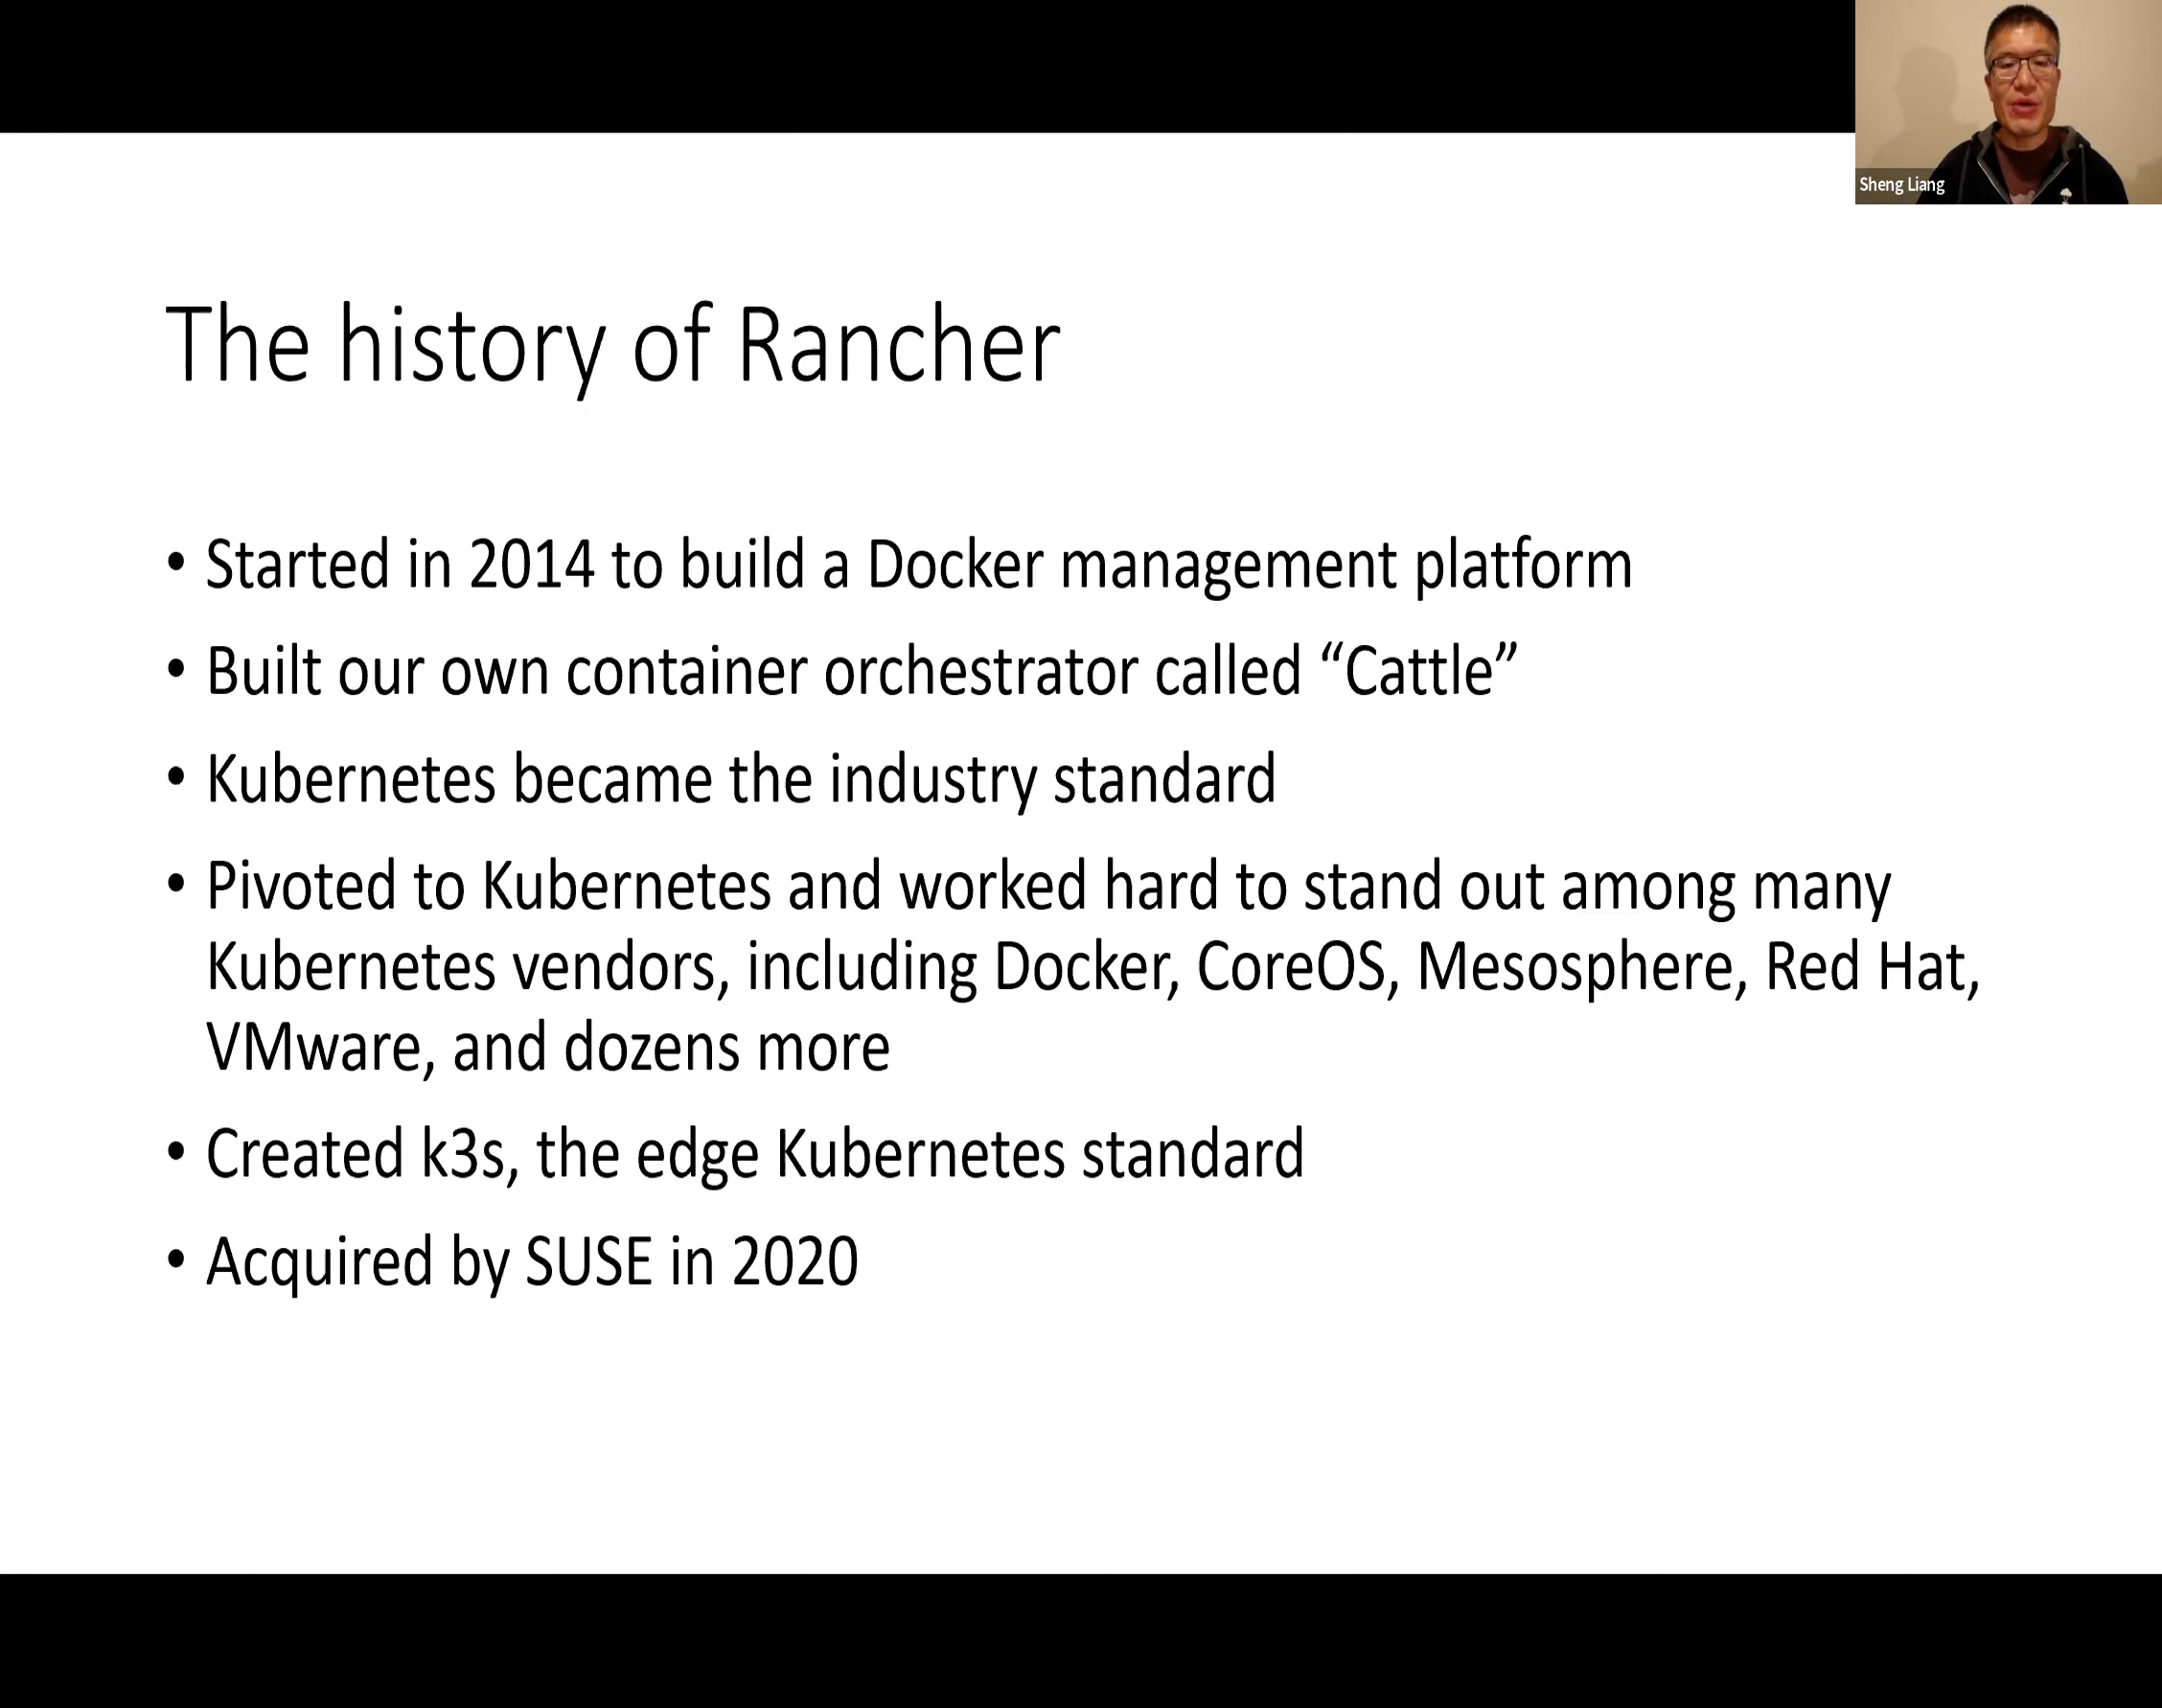 Sheng Liang
The history of Rancher
• Started in 2014 to build a Docker management platform
• Built our own container orchestrator called “Cattle”
• Kubernetes became the industry standard
• Pivoted to Kubernetes and worked hard to stand out among many
Kubernetes vendors, including Docker, CoreOS, Mesosphere, Red Hat,
VMware, and dozens more
• Created k3s, the edge Kubernetes standard
• Acquired by SUSE in 2020